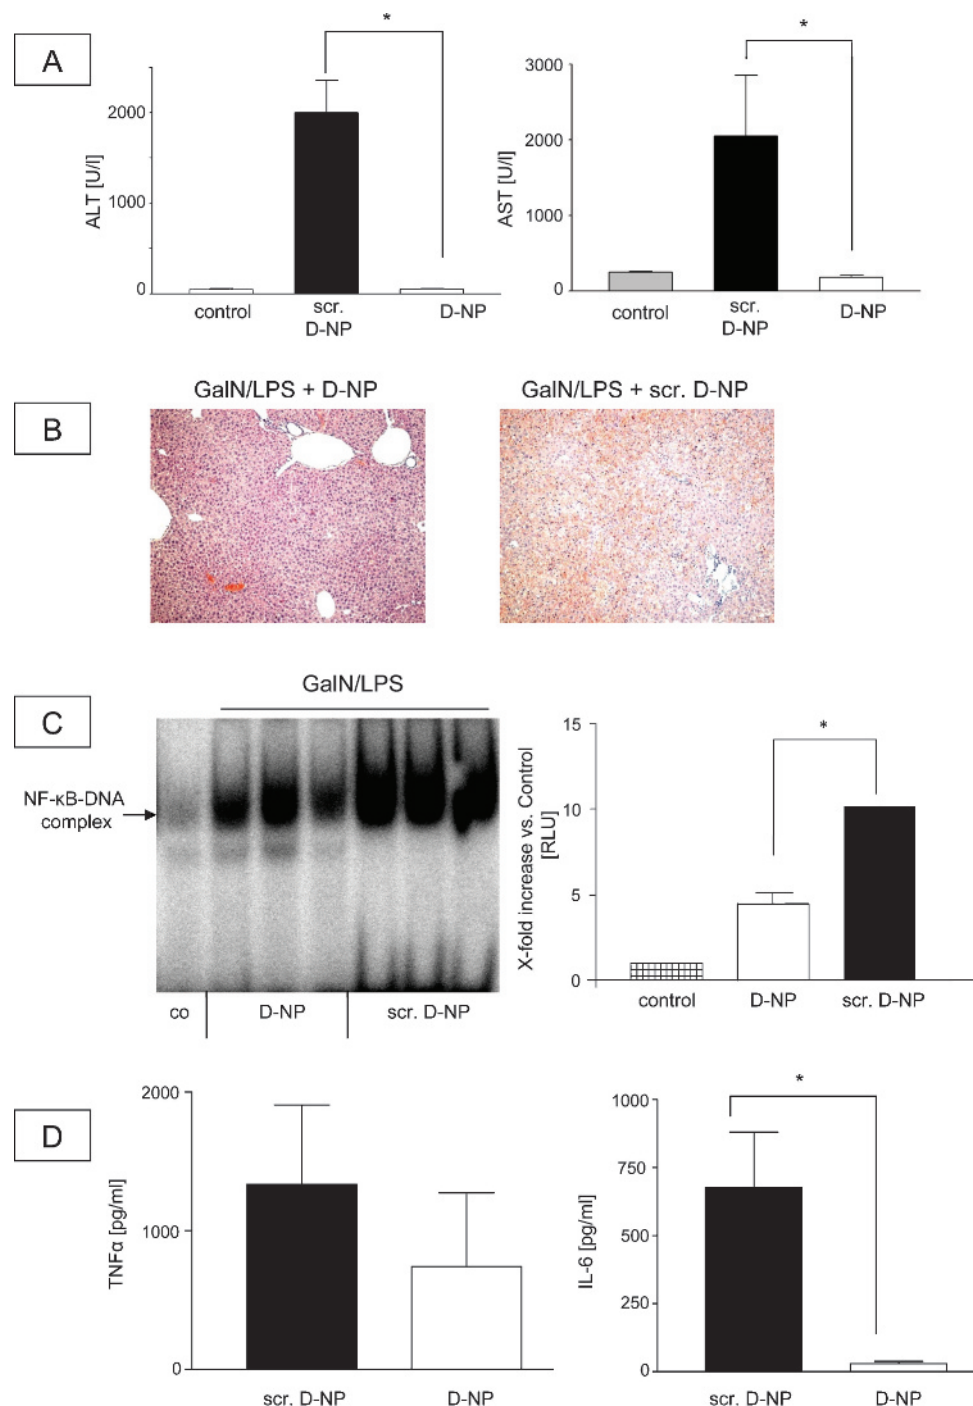 A
*
ALT [U/l]
2000
1000
0
control
scr.
D-NP
D-NP
*
AST [U/l]
3000
2000
1000
0
control
scr.
D-NP
D-NP
B
GalN/LPS + D-NP
GalN/LPS + scr. D-NP
C
GalN/LPS
NF-κB-DNA
complex
co
D-NP
scr. D-NP
X-fold increase vs. Control
[RLU]
15
10
5
0
*
control
D-NP
scr. D-NP
D
TNFα [pg/ml]
2000
1000
0
scr. D-NP
D-NP
*
IL-6 [pg/ml]
1000
750
500
250
0
scr. D-NP
D-NP